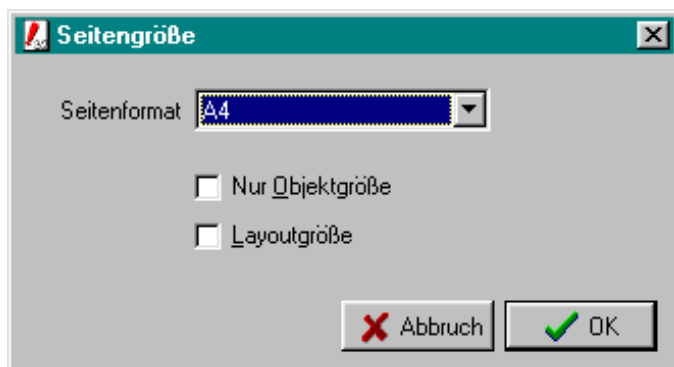 Seitengröße
Seitenformat A4
Nur Objektgröße
Layoutgröße
Abbruch OK